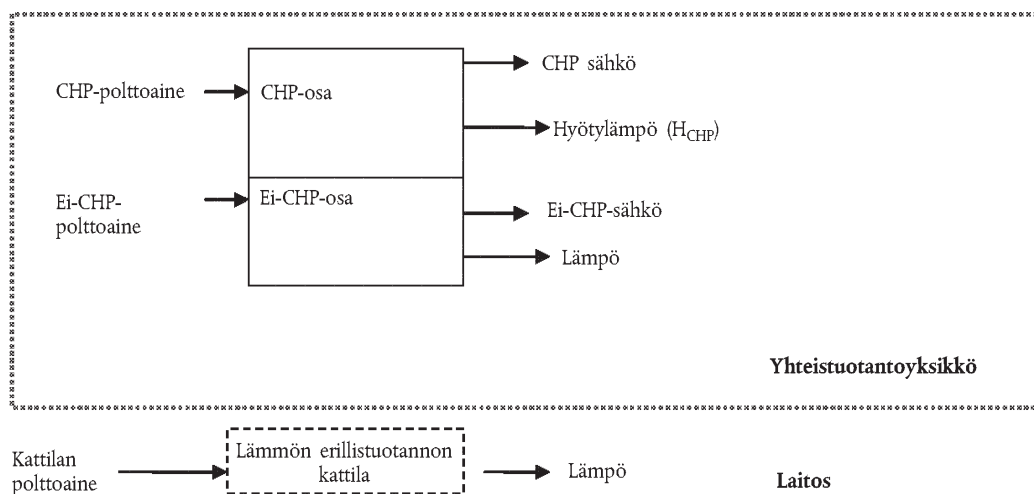 CHP-polttoaine
CHP-osa
CHP sähkö
Hyötylämpö (H_CHP)
Ei-CHP-
polttoaine
Ei-CHP-osa
Ei-CHP-sähkö
Lämpö
Yhteistuotantoyksikkö
Kattilan
polttoaine
Lämmön erillistuotannon
kattila
Lämpö
Laitos